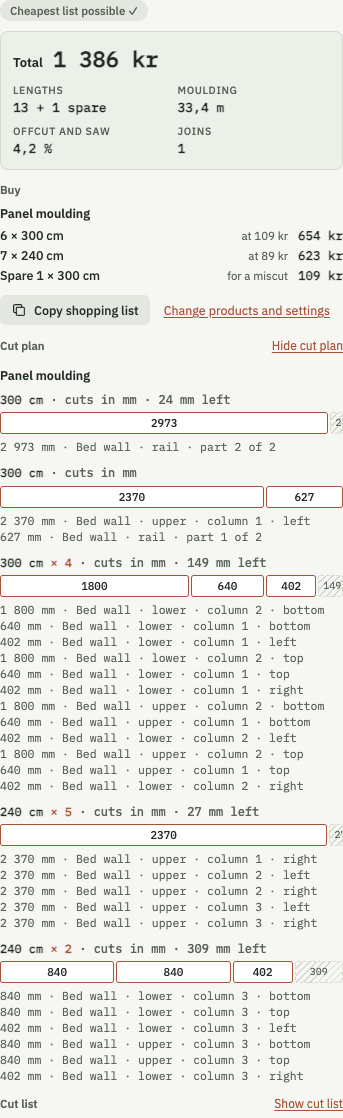 Cheapest list possible ✓
Total 1 386 kr
LENGTHS MOULDING
13 + 1 spare 33,4 m
OFFCUT AND SAW JOINS
4,2 % 1
Buy
Panel moulding
6 × 300 cm at 109 kr 654 kr
7 × 240 cm at 89 kr 623 kr
Spare 1 × 300 cm for a miscut 109 kr
Copy shopping list Change products and settings
Cut plan Hide cut plan
Panel moulding
300 cm · cuts in mm · 24 mm left
2973 2
2 973 mm · Bed wall · rail · part 2 of 2
300 cm · cuts in mm
2370 627
2 370 mm · Bed wall · upper · column 1 · left
627 mm · Bed wall · rail · part 1 of 2
300 cm × 4 · cuts in mm · 149 mm left
1800 640 402 149
1 800 mm · Bed wall · lower · column 2 · bottom
640 mm · Bed wall · lower · column 1 · bottom
402 mm · Bed wall · lower · column 1 · left
1 800 mm · Bed wall · lower · column 2 · top
640 mm · Bed wall · lower · column 1 · top
402 mm · Bed wall · lower · column 1 · right
1 800 mm · Bed wall · upper · column 2 · bottom
640 mm · Bed wall · upper · column 1 · bottom
402 mm · Bed wall · lower · column 2 · left
1 800 mm · Bed wall · upper · column 2 · top
640 mm · Bed wall · upper · column 1 · top
402 mm · Bed wall · lower · column 2 · right
240 cm × 5 · cuts in mm · 27 mm left
2370 2
2 370 mm · Bed wall · upper · column 1 · right
2 370 mm · Bed wall · upper · column 2 · left
2 370 mm · Bed wall · upper · column 2 · right
2 370 mm · Bed wall · upper · column 3 · left
2 370 mm · Bed wall · upper · column 3 · right
240 cm × 2 · cuts in mm · 309 mm left
840 840 402 309
840 mm · Bed wall · lower · column 3 · bottom
840 mm · Bed wall · lower · column 3 · top
402 mm · Bed wall · lower · column 3 · left
840 mm · Bed wall · upper · column 3 · bottom
840 mm · Bed wall · upper · column 3 · top
402 mm · Bed wall · lower · column 3 · right
Cut list Show cut list